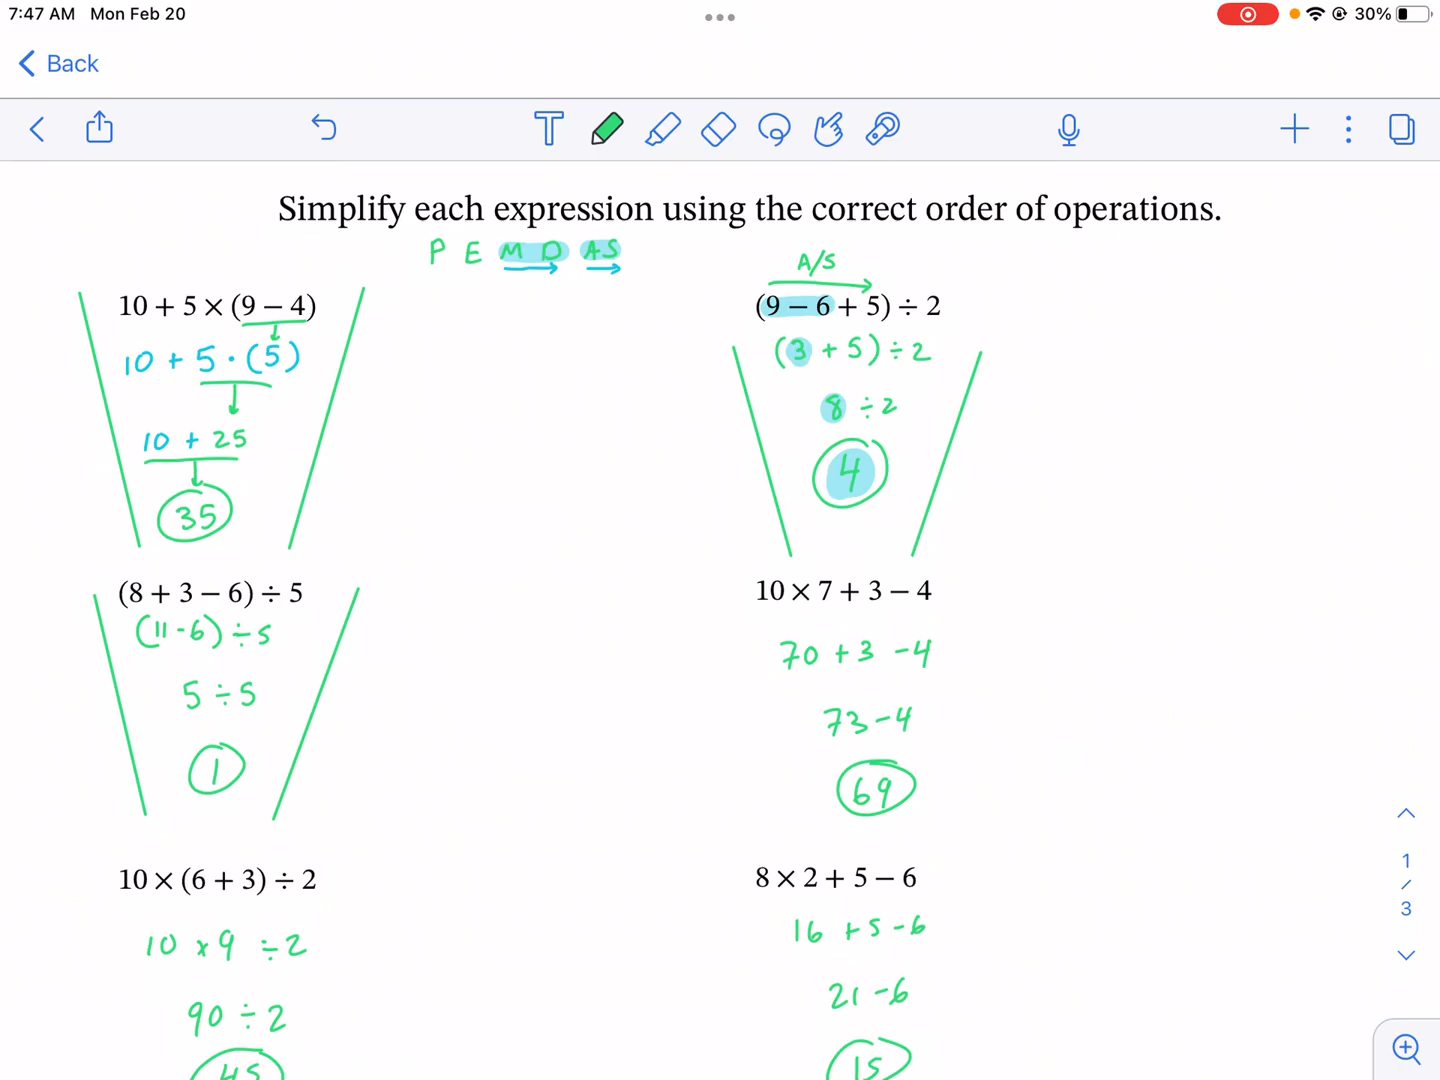 7:47 AM Mon Feb 20
30%
Back
Simplify each expression using the correct order of operations.
P E M D A S
10 + 5 × (9 − 4)
10 + 5 · (5)
10 + 25
35
A/S
(9 − 6 + 5) ÷ 2
(3 + 5) ÷ 2
8 ÷ 2
4
(8 + 3 − 6) ÷ 5
(11 - 6) ÷ 5
5 ÷ 5
1
10 × 7 + 3 − 4
70 + 3 - 4
73 - 4
69
10 × (6 + 3) ÷ 2
10 × 9 ÷ 2
90 ÷ 2
45
8 × 2 + 5 − 6
16 + 5 - 6
21 - 6
15
1
/
3